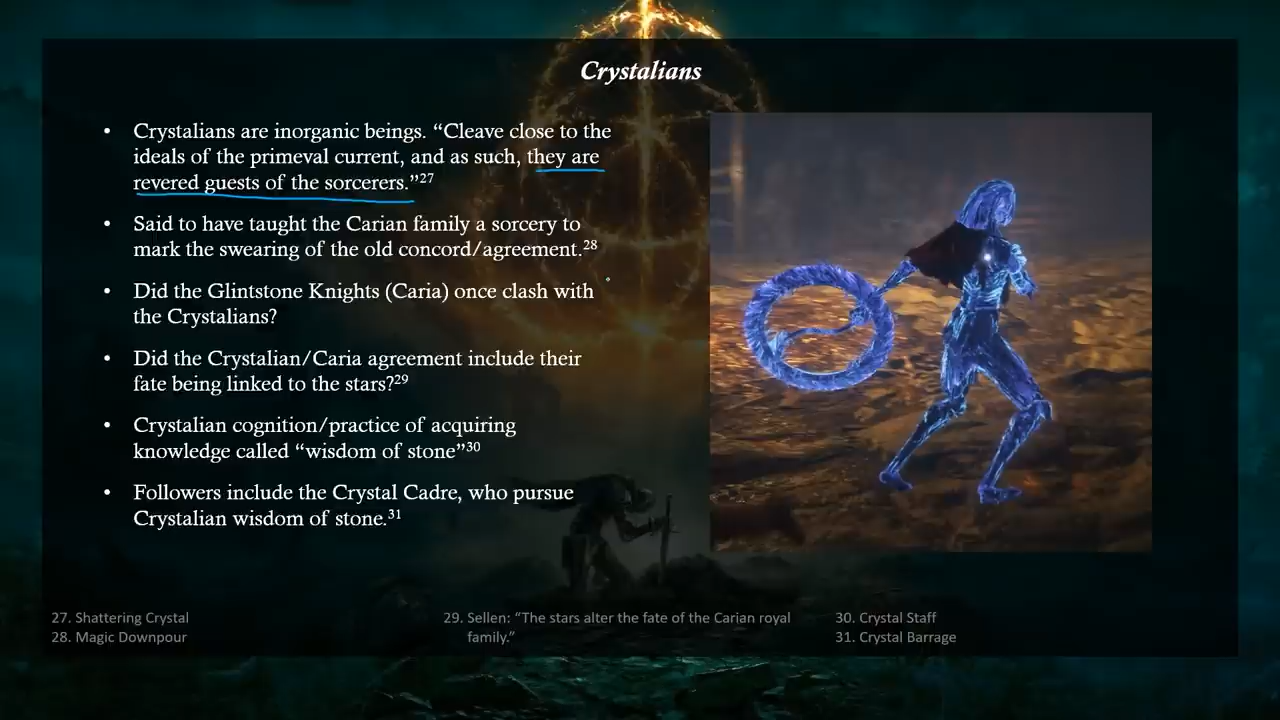 Crystalians
• Crystalians are inorganic beings. “Cleave close to the
ideals of the primeval current, and as such, they are
revered guests of the sorcerers.”27
• Said to have taught the Carian family a sorcery to
mark the swearing of the old concord/agreement.28
• Did the Glintstone Knights (Caria) once clash with
the Crystalians?
• Did the Crystalian/Caria agreement include their
fate being linked to the stars?29
• Crystalian cognition/practice of acquiring
knowledge called “wisdom of stone”30
• Followers include the Crystal Cadre, who pursue
Crystalian wisdom of stone.31
27. Shattering Crystal
28. Magic Downpour
29. Sellen: “The stars alter the fate of the Carian royal
family.”
30. Crystal Staff
31. Crystal Barrage